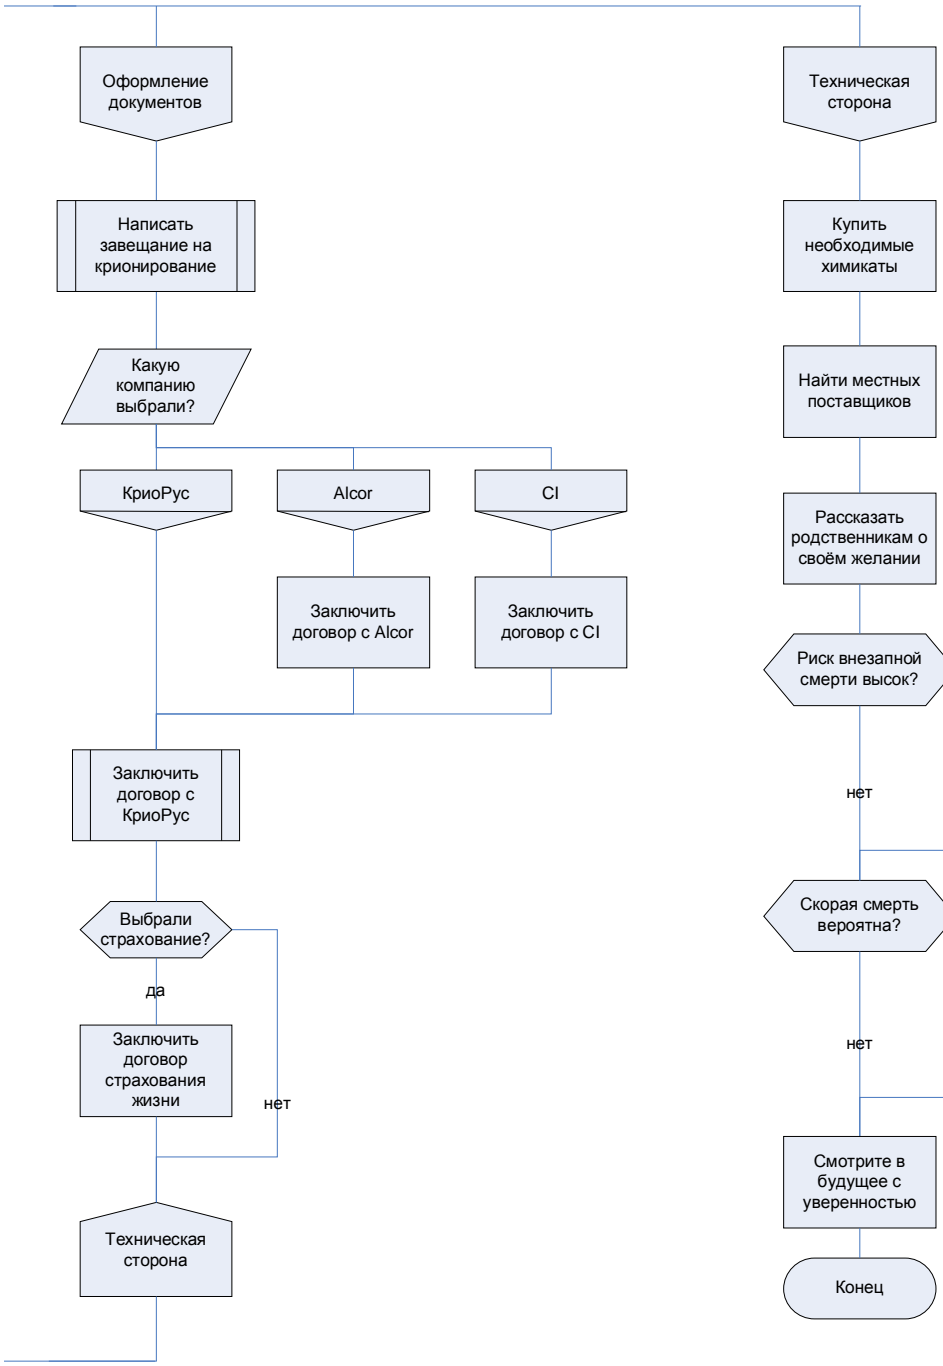 Оформление
документов
Написать
завещание на
крионирование
Какую
компанию
выбрали?
КриоРус
Alcor
CI
Заключить
договор с Alcor
Заключить
договор с CI
Заключить
договор с
КриоРус
Выбрали
страхование?
да
Заключить
договор
страхования
жизни
нет
Техническая
сторона
Техническая
сторона
Купить
необходимые
химикаты
Найти местных
поставщиков
Рассказать
родственникам о
своём желании
Риск внезапной
смерти высок?
нет
Скорая смерть
вероятна?
нет
Смотрите в
будущее с
уверенностью
Конец